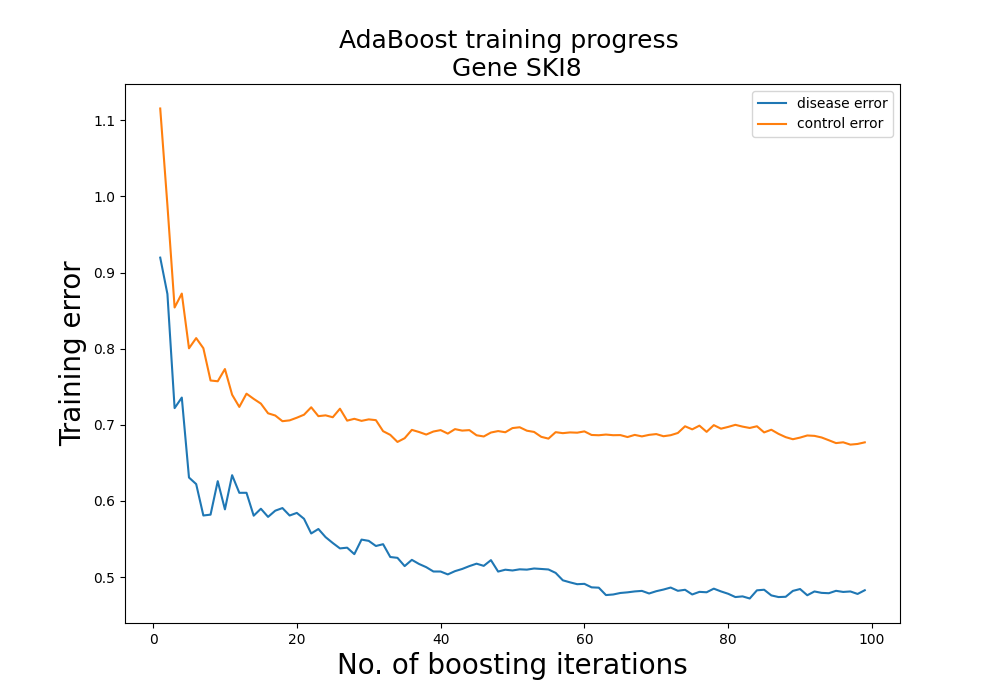 AdaBoost training progress
Gene SKI8
disease error
control error
Training error
1.1
1.0
0.9
0.8
0.7
0.6
0.5
0 20 40 60 80 100
No. of boosting iterations